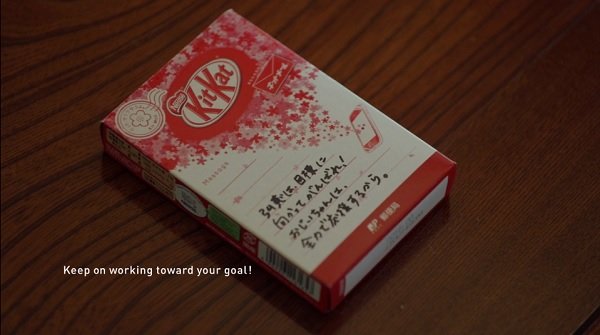 Nestlé
KitKat
Message
は、目標に
向かってがんばれ！
おじいちゃんは、
全力で応援するから。
郵便局
Keep on working toward your goal!